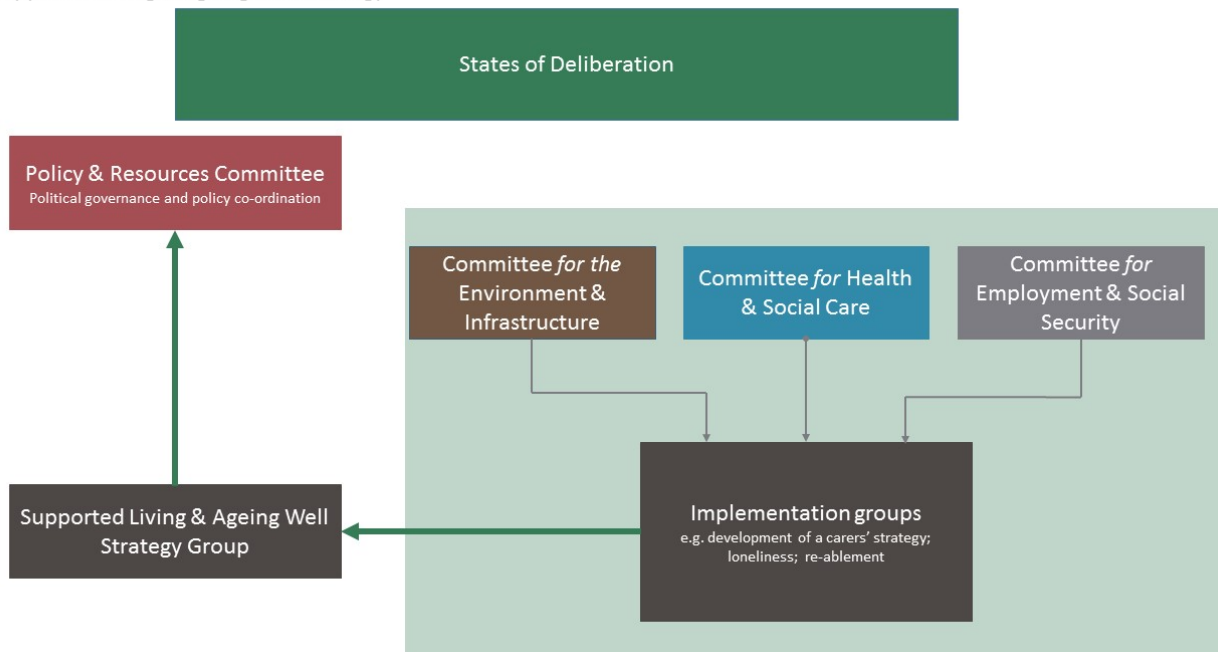 States of Deliberation
Policy & Resources Committee
Political governance and policy co-ordination
Committee for the
Environment &
Infrastructure
Committee for Health
& Social Care
Committee for
Employment & Social
Security
Supported Living & Ageing Well
Strategy Group
Implementation groups
e.g. development of a carers’ strategy;
loneliness; re-ablement